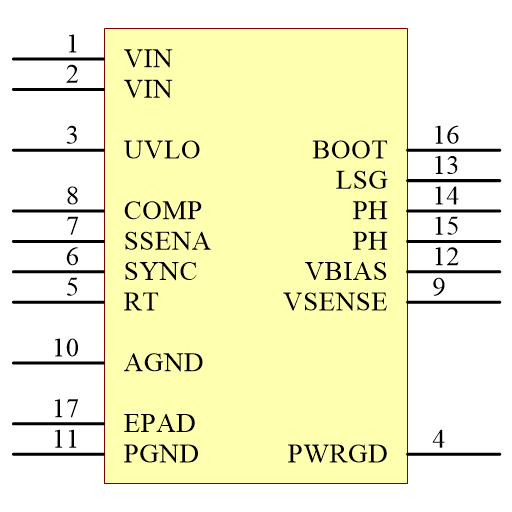 1 VIN
2 VIN
3 UVLO BOOT 16
LSG 13
8 COMP PH 14
7 SSENA PH 15
6 SYNC VBIAS 12
5 RT VSENSE 9
10 AGND
17 EPAD
11 PGND PWRGD 4